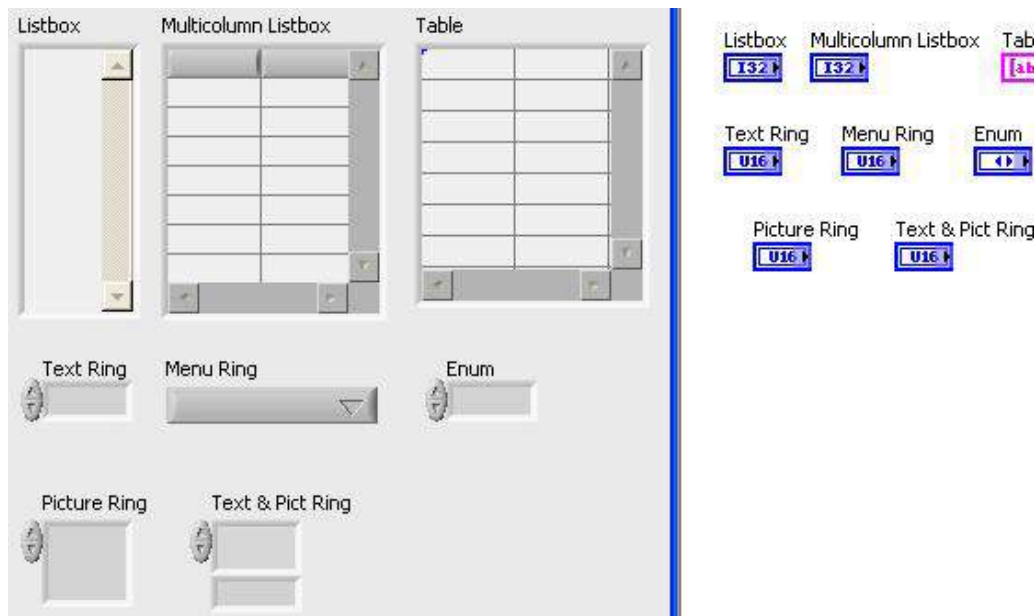 Listbox
Multicolumn Listbox
Table
Text Ring
Menu Ring
Enum
Picture Ring
Text & Pict Ring
Listbox
Multicolumn Listbox
I32
I32
Text Ring
Menu Ring
Enum
U16
U16
Picture Ring
Text & Pict Ring
U16
U16